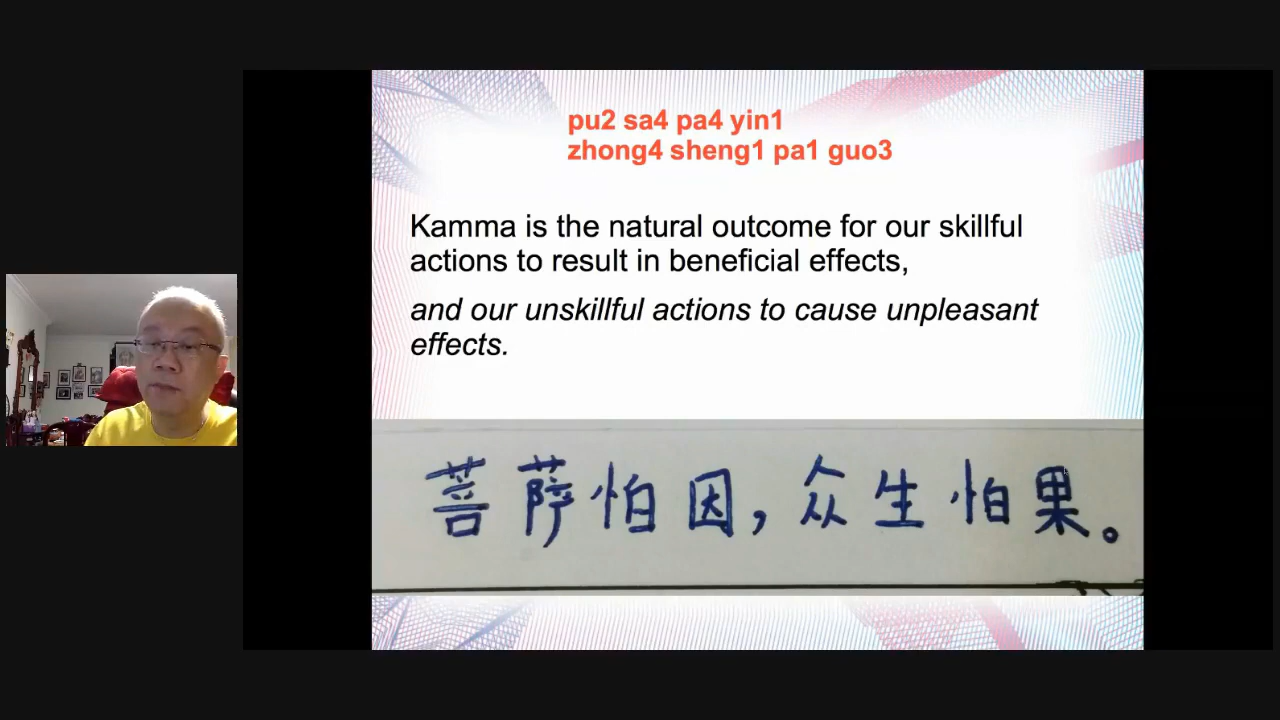 pu2 sa4 pa4 yin1
zhong4 sheng1 pa1 guo3
Kamma is the natural outcome for our skillful
actions to result in beneficial effects,
and our unskillful actions to cause unpleasant
effects.
菩萨怕因，众生怕果。